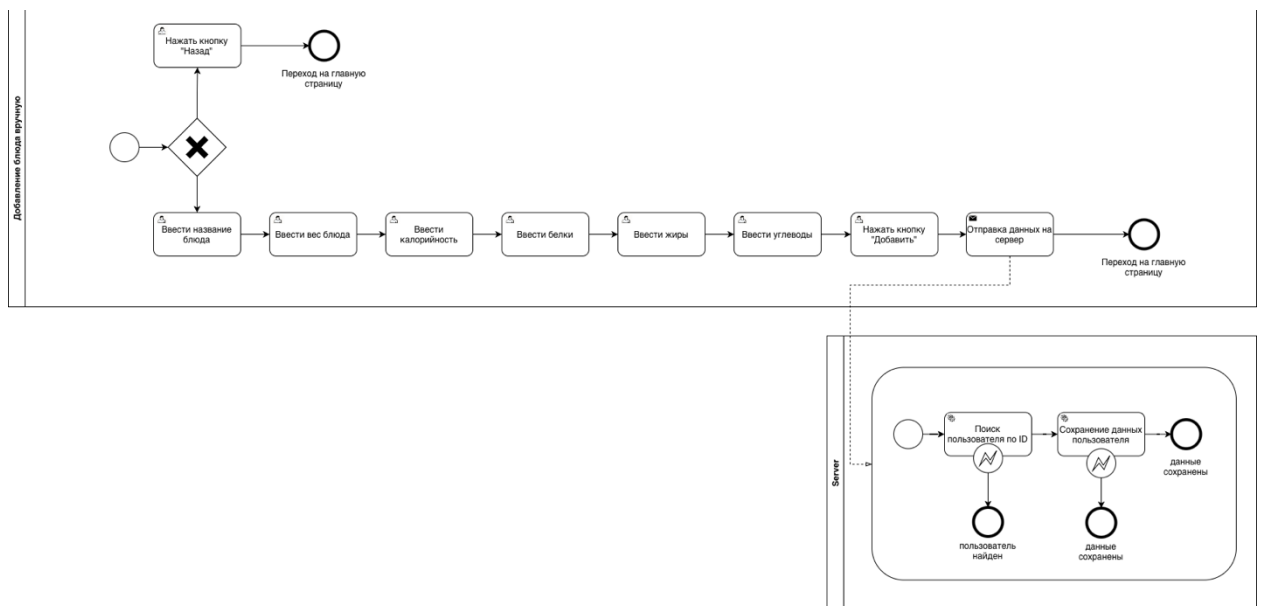 Добавление блюда вручную
Нажать кнопку
"Назад"
Переход на главную
страницу
Ввести название
блюда
Ввести вес блюда
Ввести
калорийность
Ввести белки
Ввести жиры
Ввести углеводы
Нажать кнопку
"Добавить"
Отправка данных на
сервер
Переход на главную
страницу
Server
Поиск
пользователя по ID
Сохранение данных
пользователя
данные
сохранены
пользователь
найден
данные
сохранены